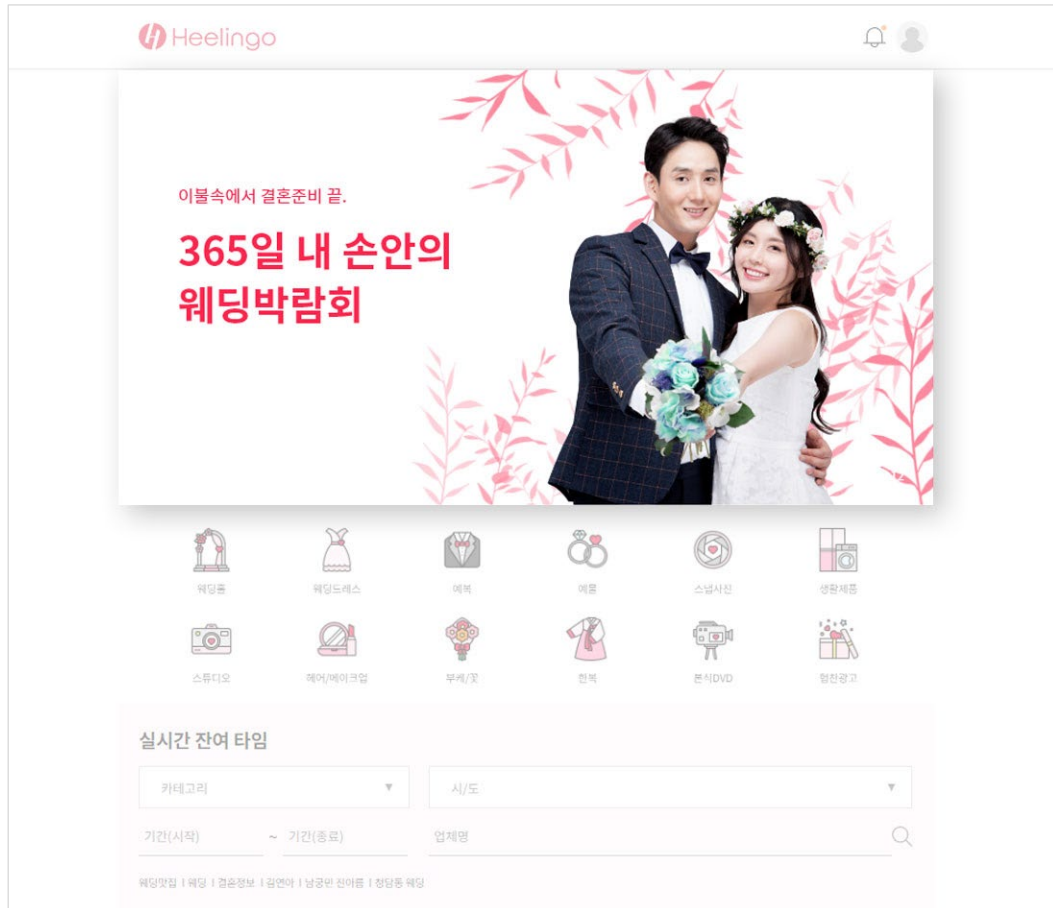 Heelingo
이불속에서 결혼준비 끝.
365일 내 손안의
웨딩박람회
웨딩홀 웨딩드레스 예복 예물 스냅사진 생활제품
스튜디오 헤어/메이크업 부케/꽃 한복 본식DVD 협찬광고
실시간 잔여 타임
카테고리 ▼ 시/도 ▼
기간(시작) ~ 기간(종료) 업체명
웨딩맛집 | 웨딩 | 결혼정보 | 김연아 | 남궁민 진아름 | 청담동 웨딩